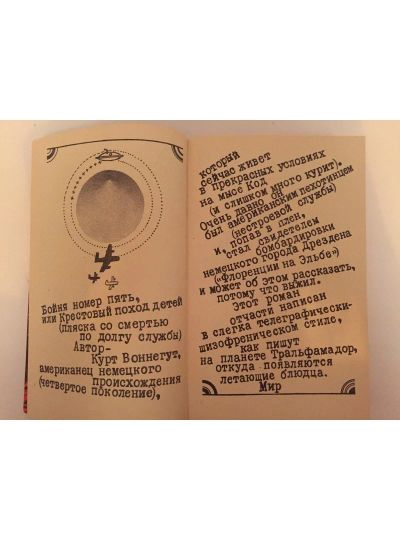 Бойня номер пять,
или Крестовый поход детей
(пляска со смертью
по долгу службы)
Автор-
Курт Воннегут,
американец немецкого
происхождения
(четвертое поколение),
который
сейчас живет
в прекрасных условиях
на мысе Код
(и слишком много курит).
Очень давно он
был американским пехотинцем
(нестроевой службы)
и, попав в плен,
стал свидетелем
бомбардировки
немецкого города Дрездена
(«Флоренции на Эльбе»)
и может об этом рассказать,
потому что выжил.
Этот роман
отчасти написан
в слегка телеграфически-
шизофреническом стиле,
как пишут
на планете Тральфамадор,
откуда появляются
летающие блюдца.
Мир